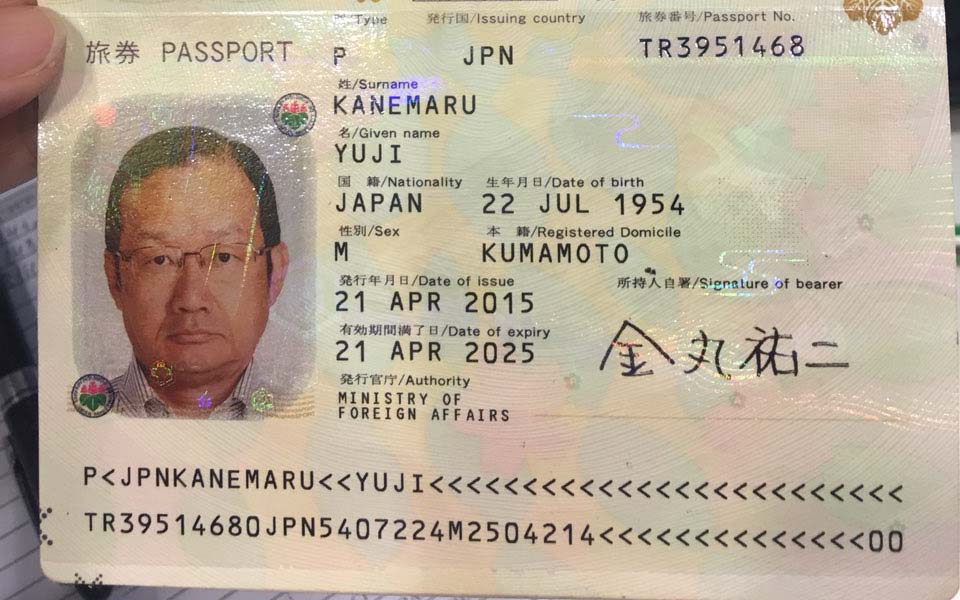 Type 発行国/Issuing country 旅券番号/Passport No.
旅券 PASSPORT P JPN TR3951468
姓/Surname
KANEMARU
名/Given name
YUJI
国 籍/Nationality 生年月日/Date of birth
JAPAN 22 JUL 1954
性別/Sex 本 籍/Registered Domicile
M KUMAMOTO
発行年月日/Date of issue 所持人自署/Signature of bearer
21 APR 2015
有効期間満了日/Date of expiry
21 APR 2025
金丸祐二
発行官庁/Authority
MINISTRY OF
FOREIGN AFFAIRS
P<JPNKANEMARU<<YUJI<<<<<<<<<<<<<<<<<<<<<<<<<
TR39514680JPN5407224M2504214<<<<<<<<<<<<<<00